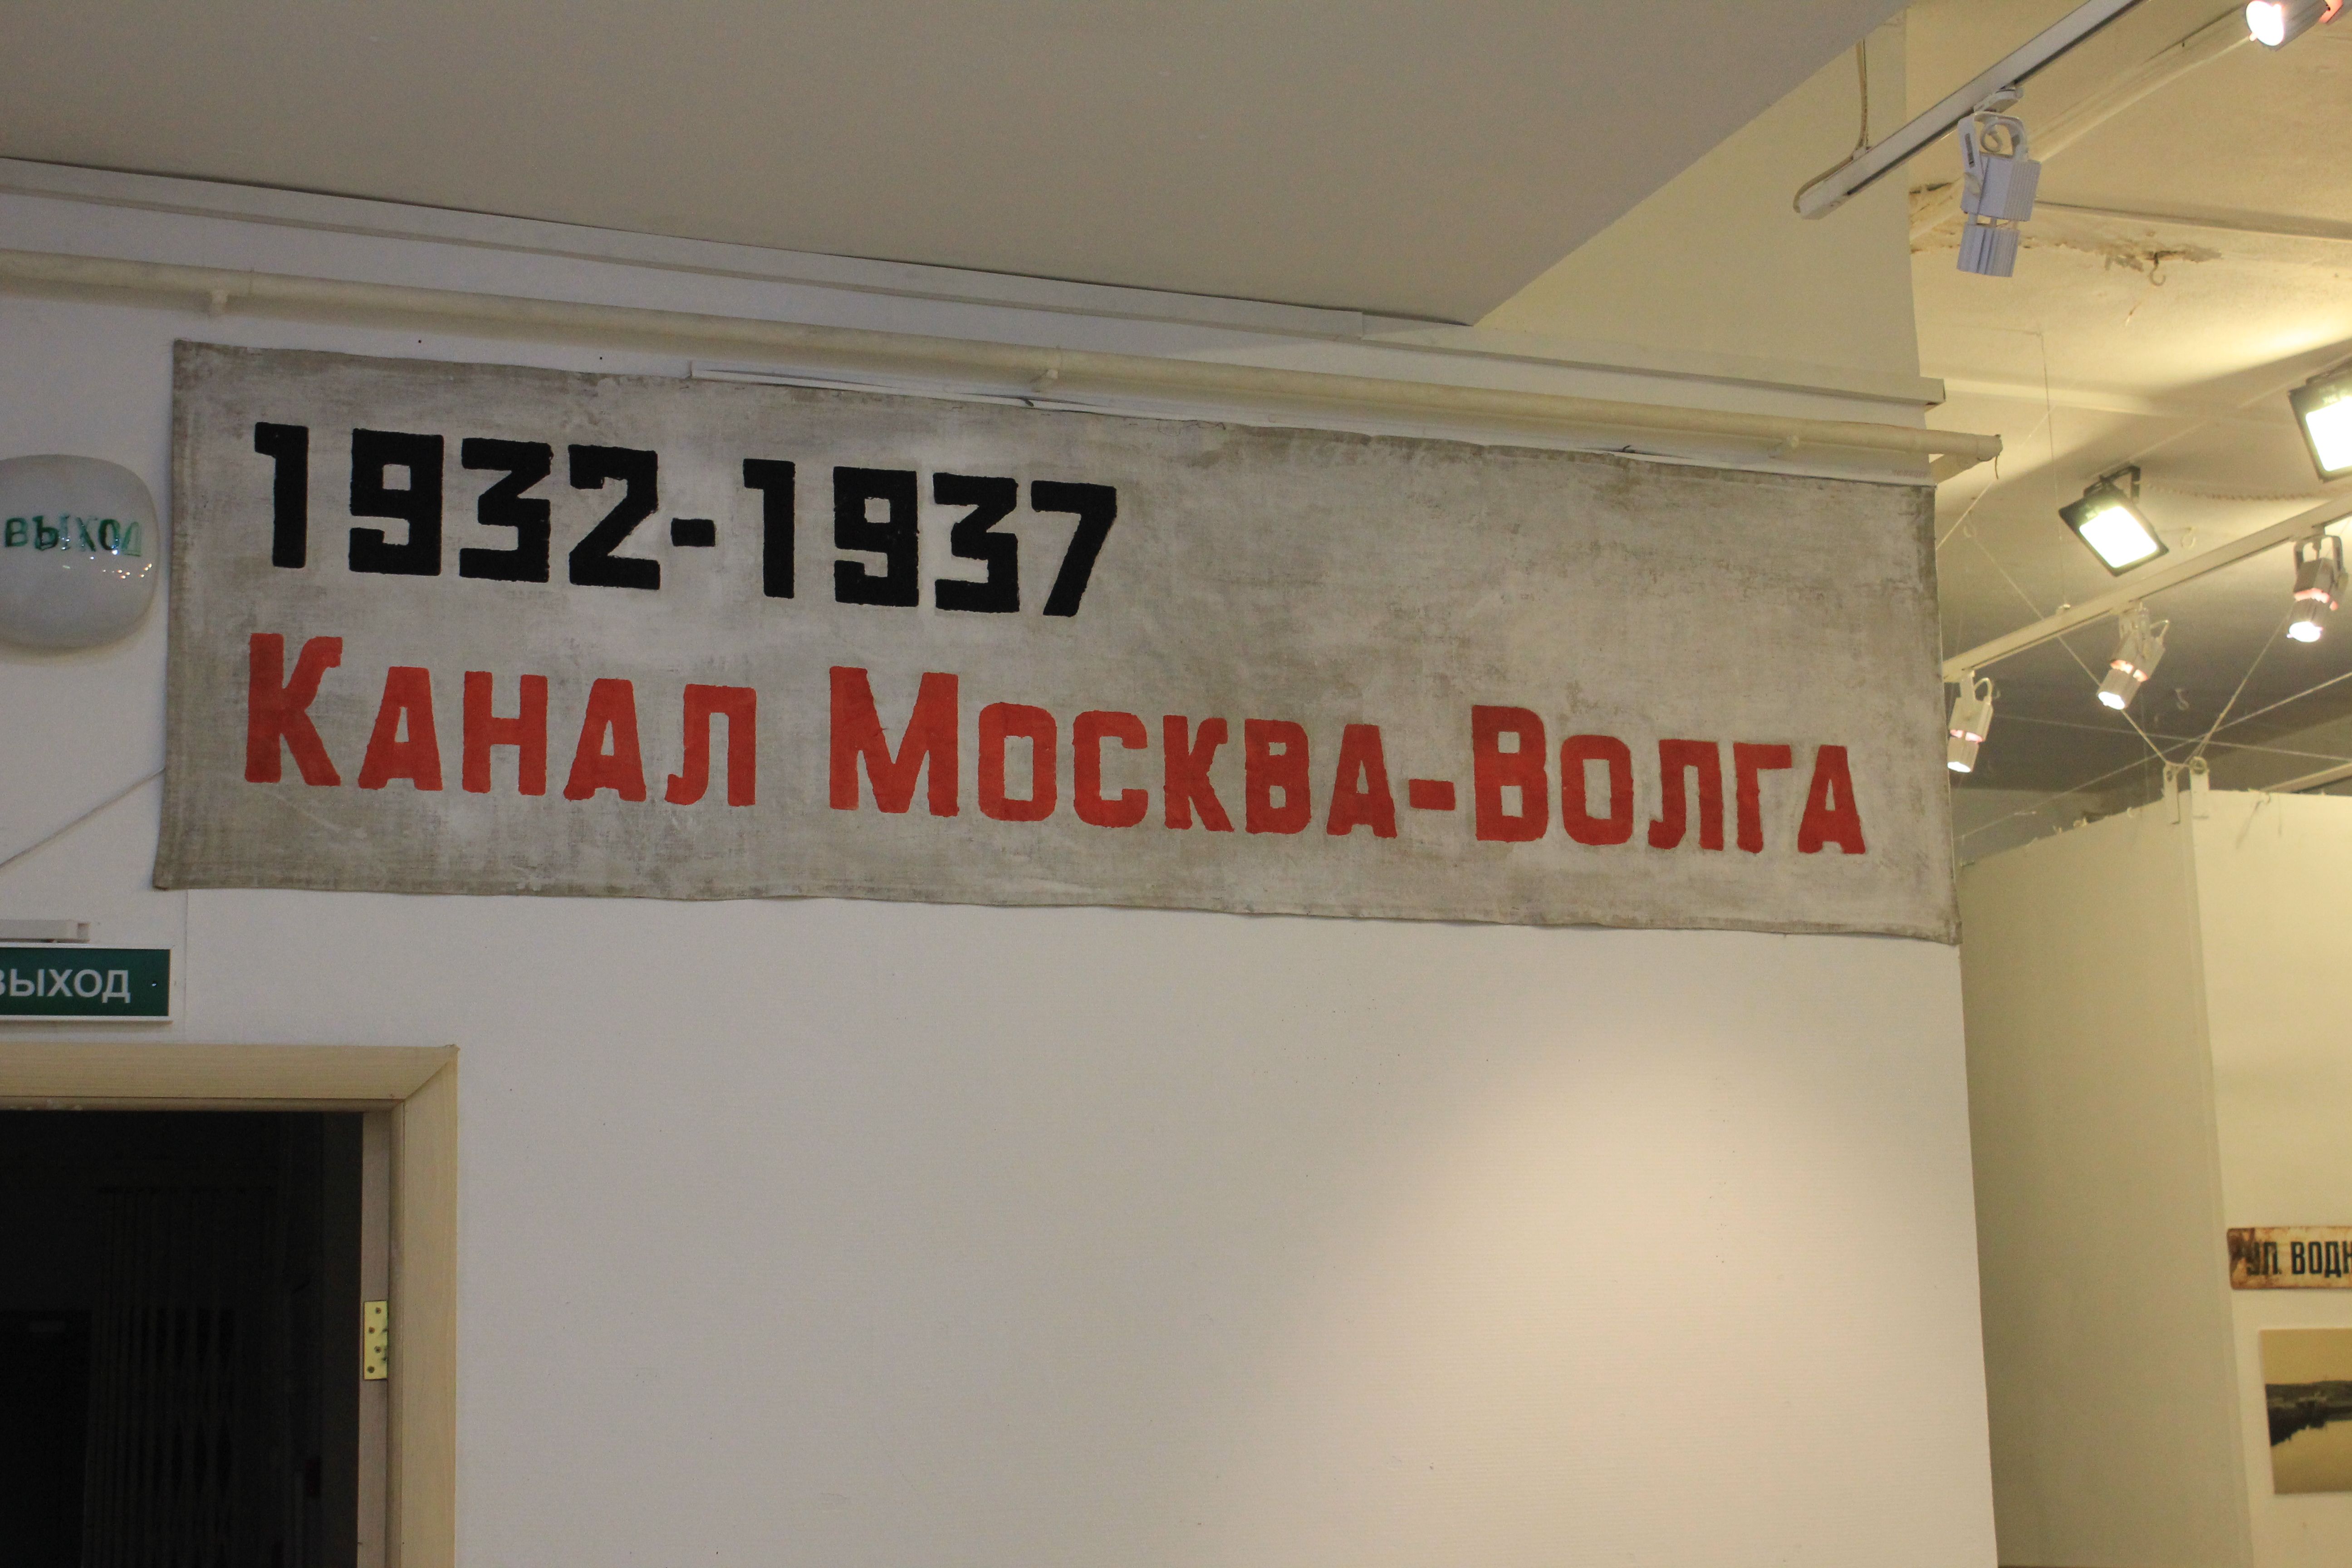 1932-1937
Канал Москва-Волга
ВЫХОД
ВЫХОД
УЛ. ВОДН